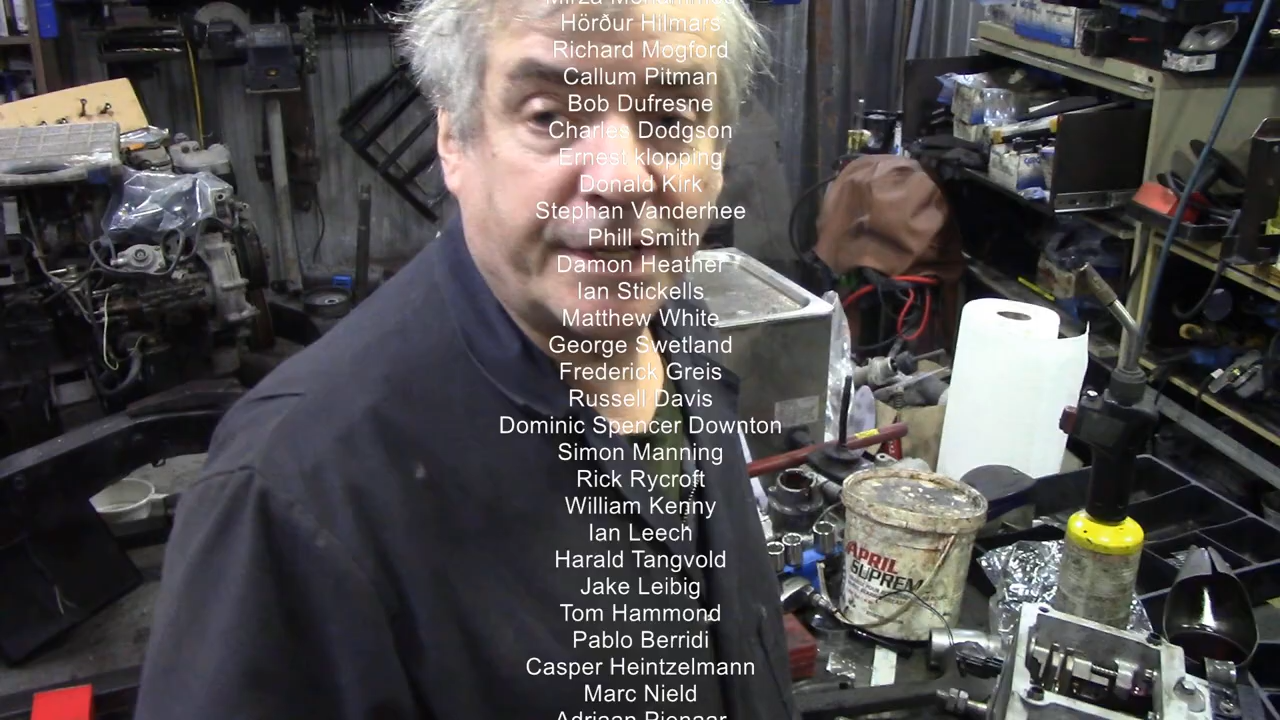 Hörður Hilmars
Richard Mogford
Callum Pitman
Bob Dufresne
Charles Dodgson
Ernest klopping
Donald Kirk
Stephan Vanderhee
Phill Smith
Damon Heather
Ian Stickells
Matthew White
George Swetland
Frederick Greis
Russell Davis
Dominic Spencer Downton
Simon Manning
Rick Rycroft
William Kenny
Ian Leech
Harald Tangvold
Jake Leibig
Tom Hammond
Pablo Berridi
Casper Heintzelmann
Marc Nield
Adriaan Pienaar
APRIL
SUPREM